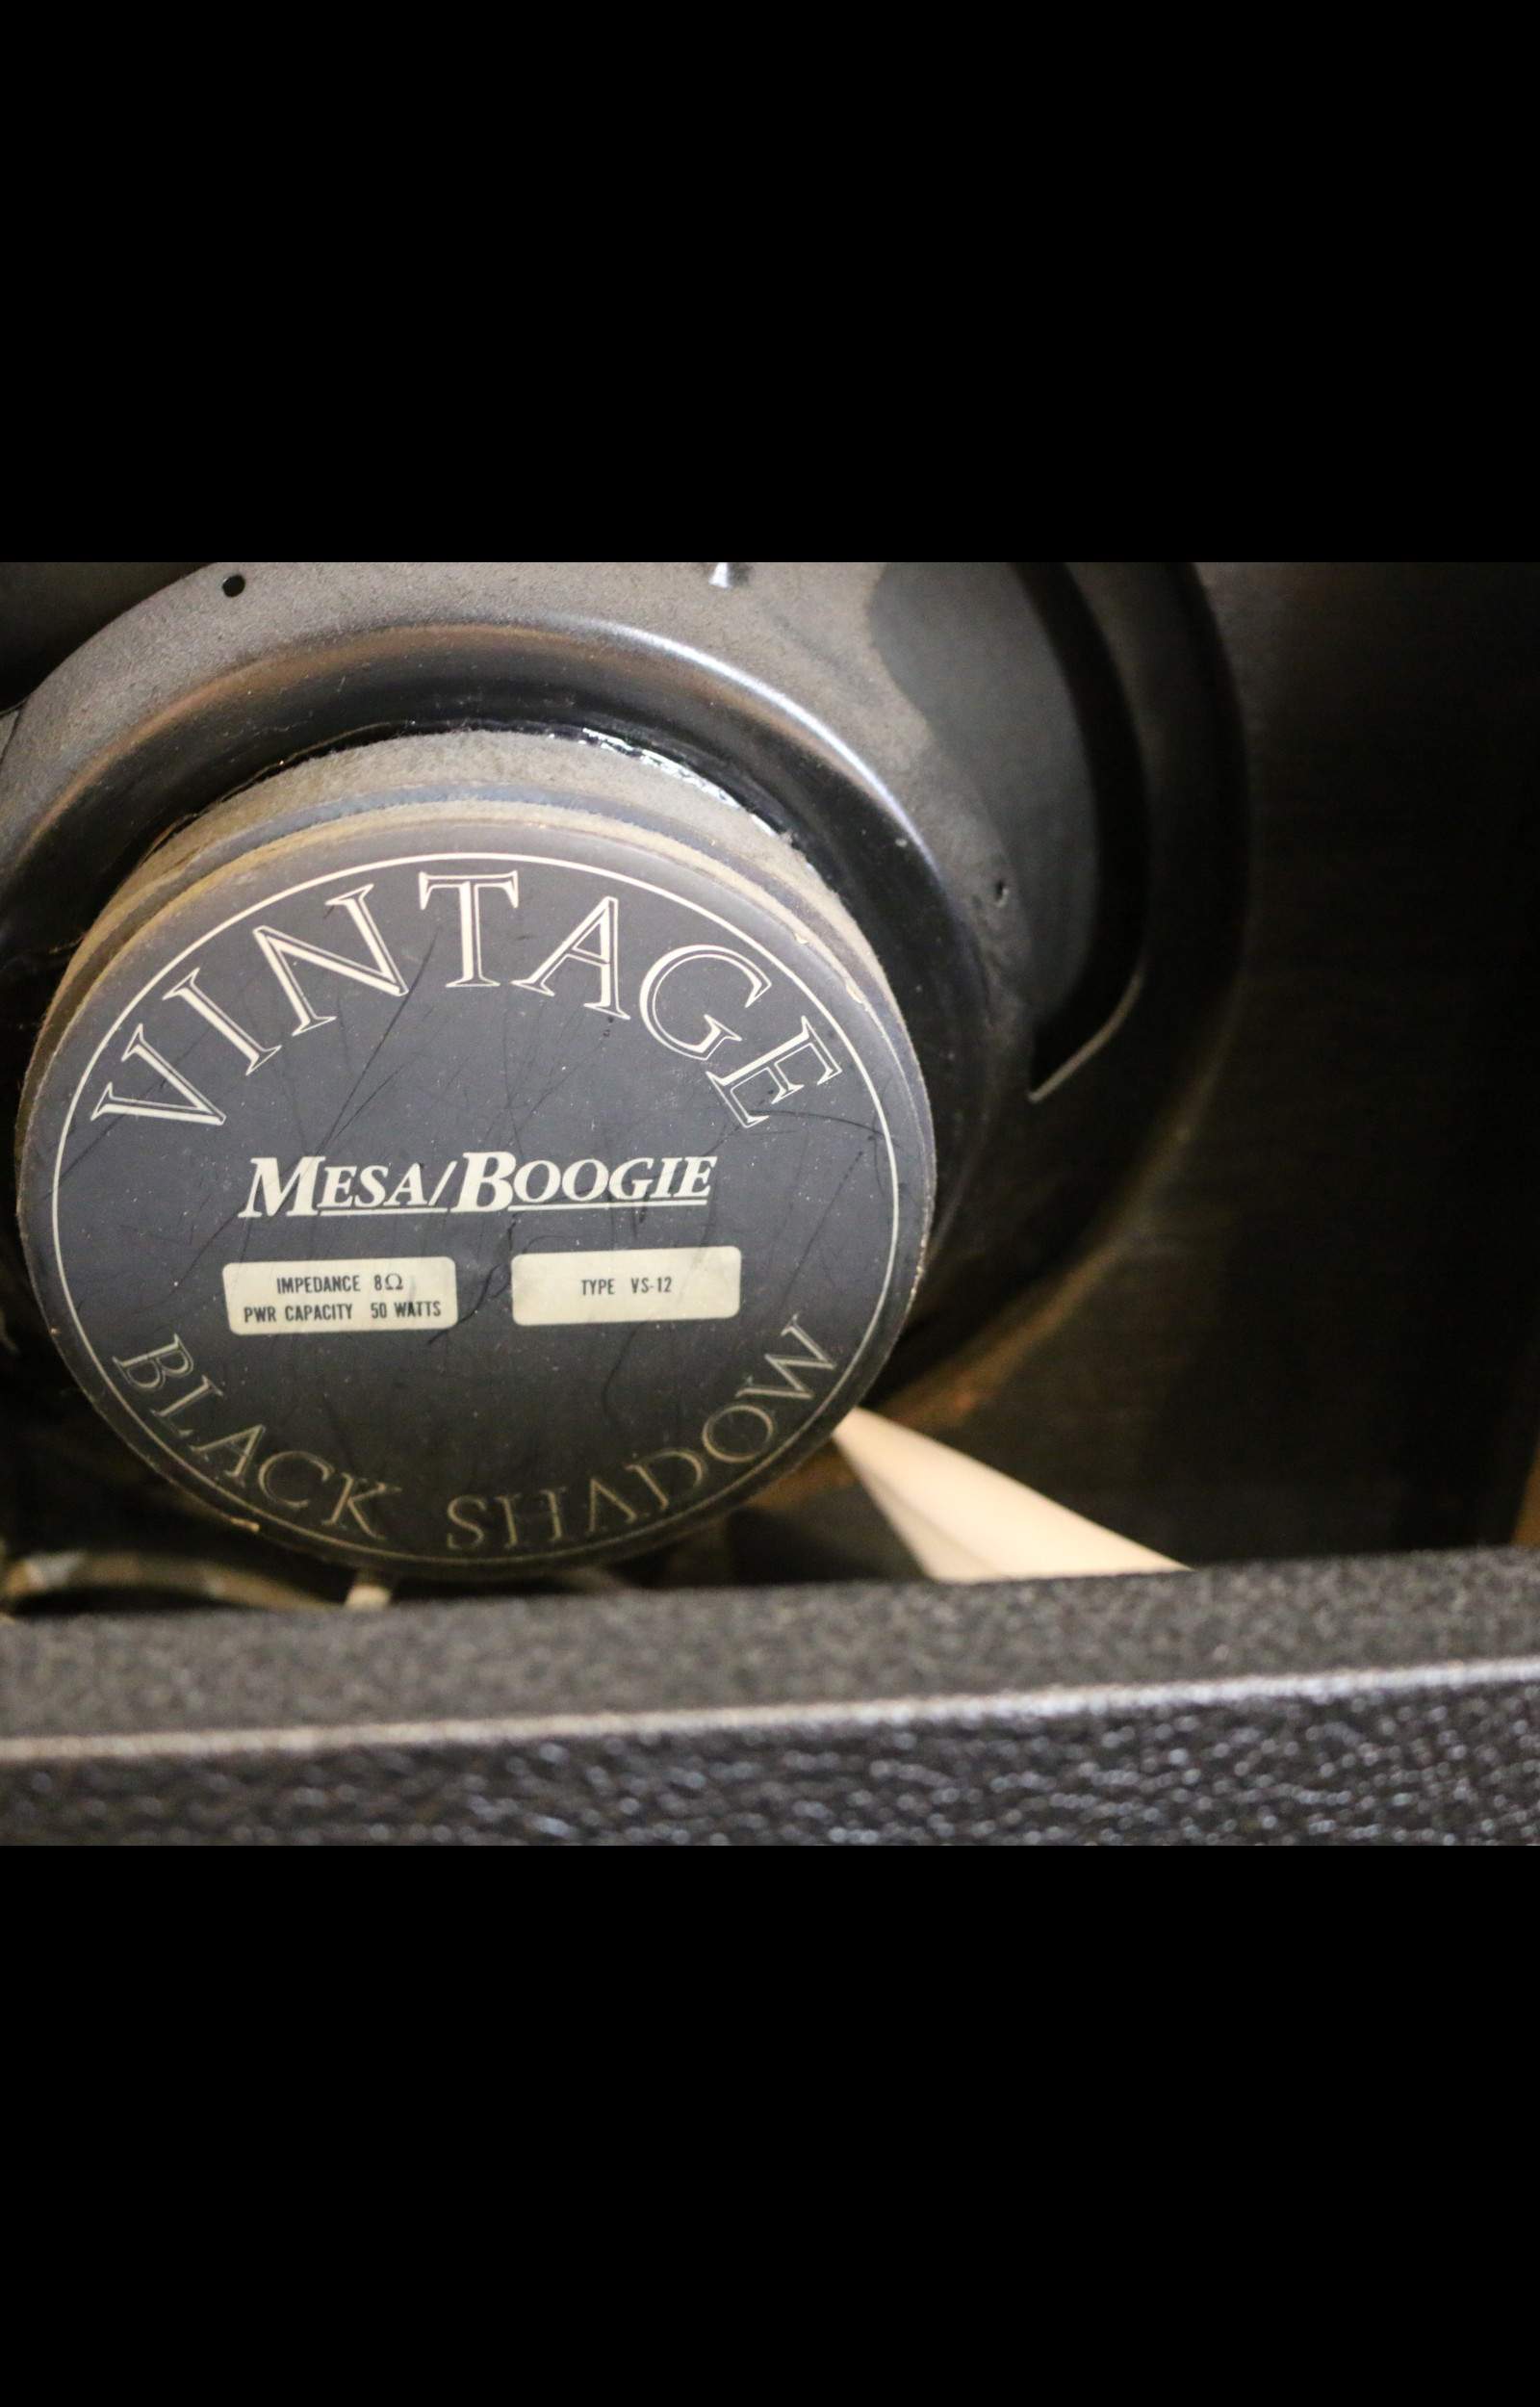 VINTAGE
MESA/BOOGIE
IMPEDANCE 8Ω
PWR CAPACITY 50 WATTS
TYPE VS-12
BLACK SHADOW